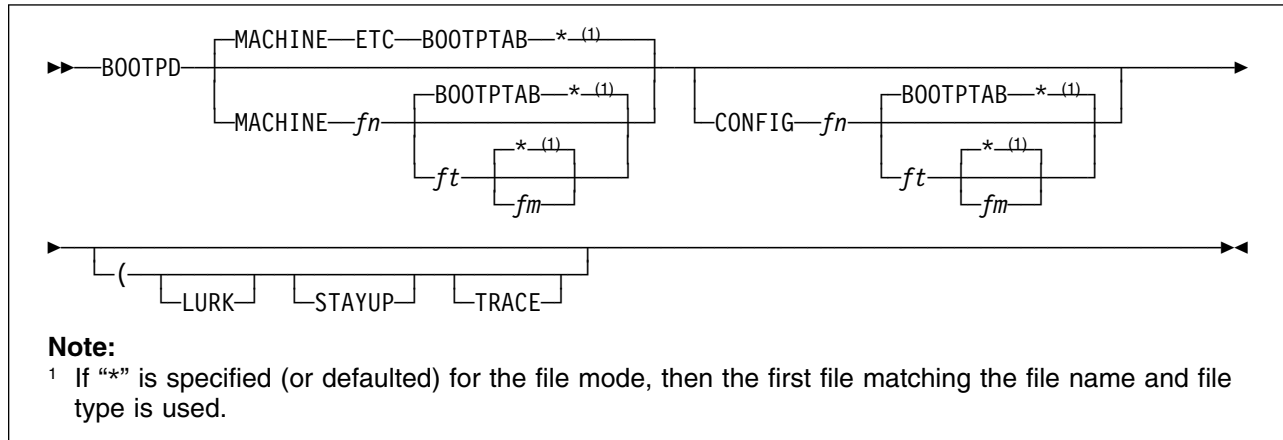 MACHINE ETC BOOTPTAB * (1)
BOOTPD
BOOTPTAB * (1)
BOOTPTAB * (1)
MACHINE fn
CONFIG fn
* (1)
* (1)
ft
ft
fm
fm
(
LURK STAYUP TRACE
Note:
1 If “*” is specified (or defaulted) for the file mode, then the first file matching the file name and file
type is used.